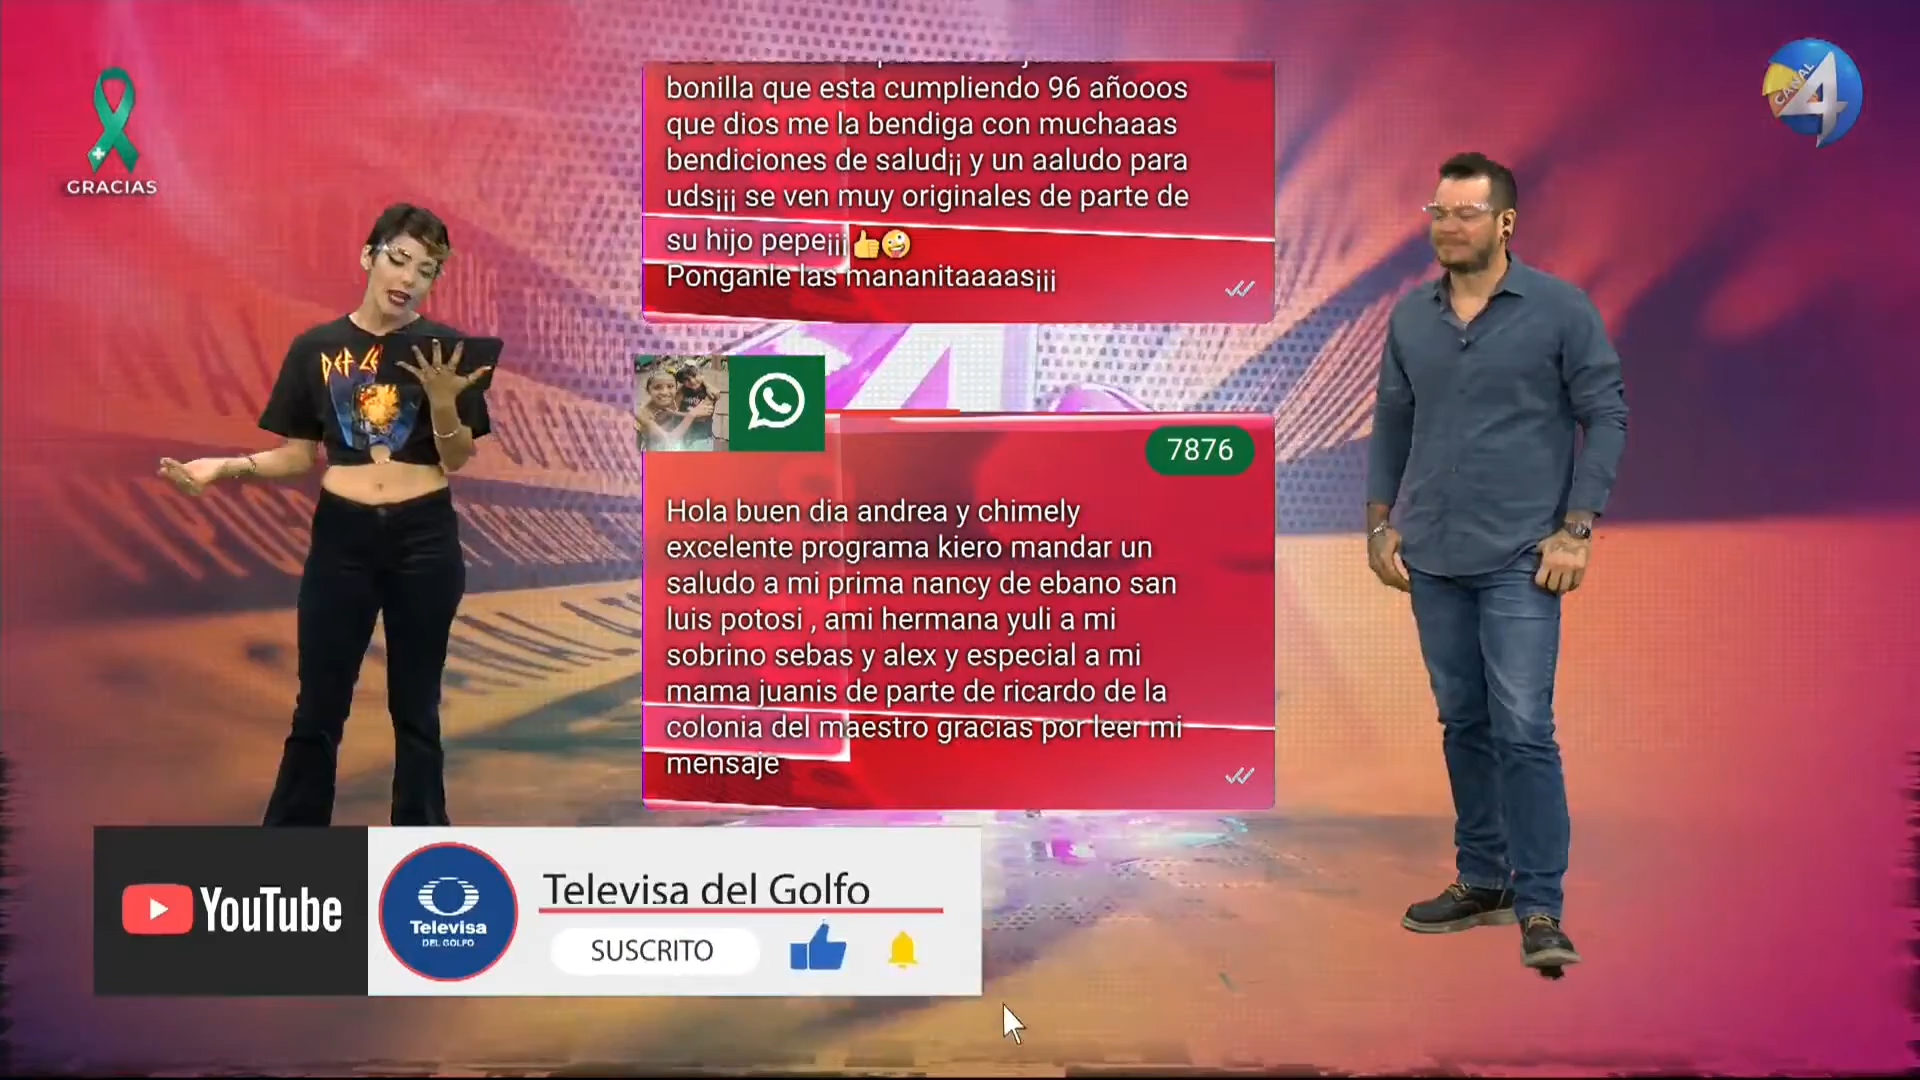 GRACIAS
CANAL 4
bonilla que esta cumpliendo 96 añooos
que dios me la bendiga con muchaaas
bendiciones de salud¡¡ y un aaludo para
uds¡¡¡ se ven muy originales de parte de
su hijo pepe¡¡¡👍🤪
Ponganle las mananitaaaas¡¡¡
7876
Hola buen dia andrea y chimely
excelente programa kiero mandar un
saludo a mi prima nancy de ebano san
luis potosi , ami hermana yuli a mi
sobrino sebas y alex y especial a mi
mama juanis de parte de ricardo de la
colonia del maestro gracias por leer mi
mensaje
DEF LE
YouTube
Televisa
DEL GOLFO
Televisa del Golfo
SUSCRITO